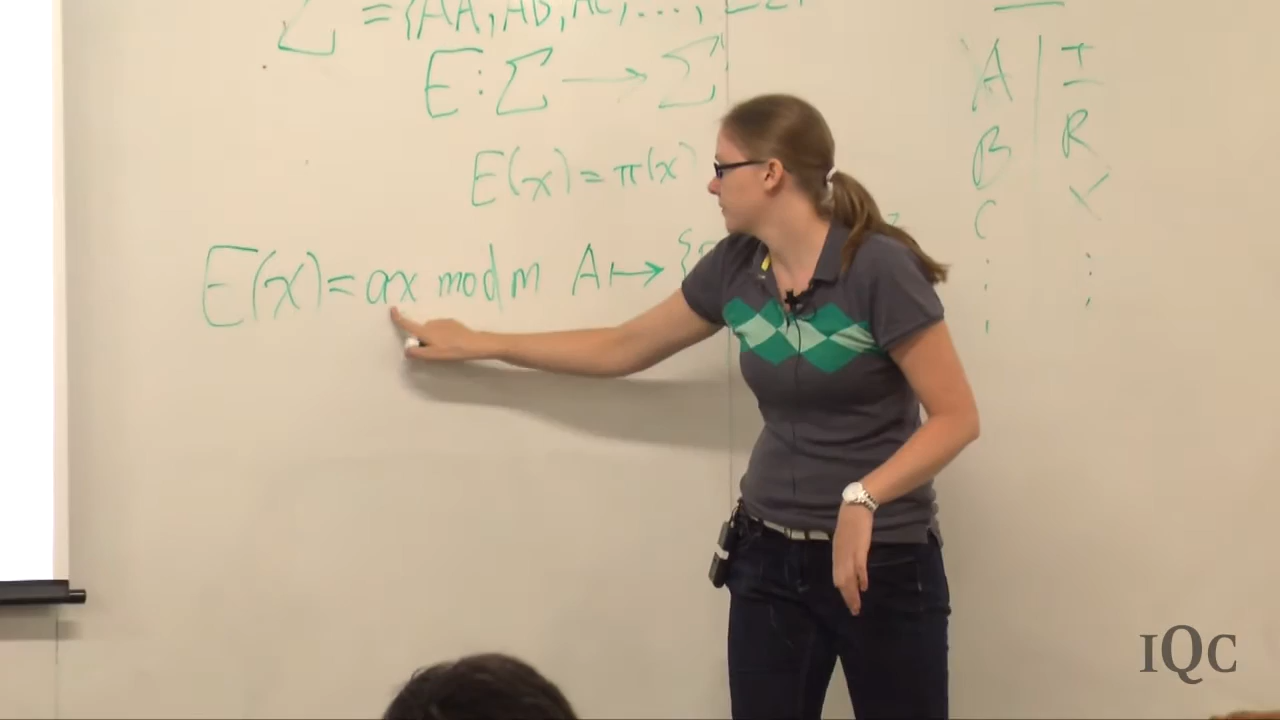 Σ = {AA, AB, AC, ...,
E : Σ → Σ
E(x) = π(x)
E(x) = ax mod m A ↦ {
A | I
B R
C
IQC